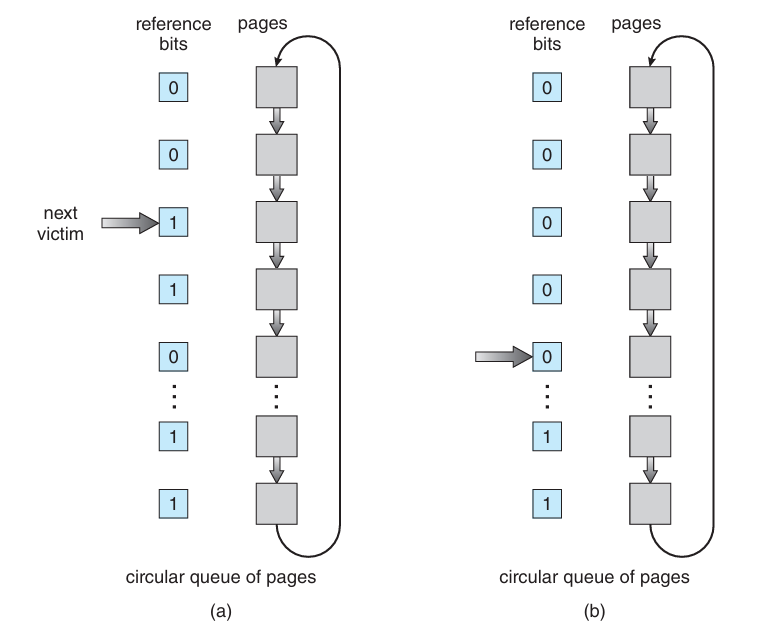 reference pages
bits
0
0
next
victim
1
1
0
1
1
circular queue of pages
(a)
reference pages
bits
0
0
0
0
0
1
1
circular queue of pages
(b)